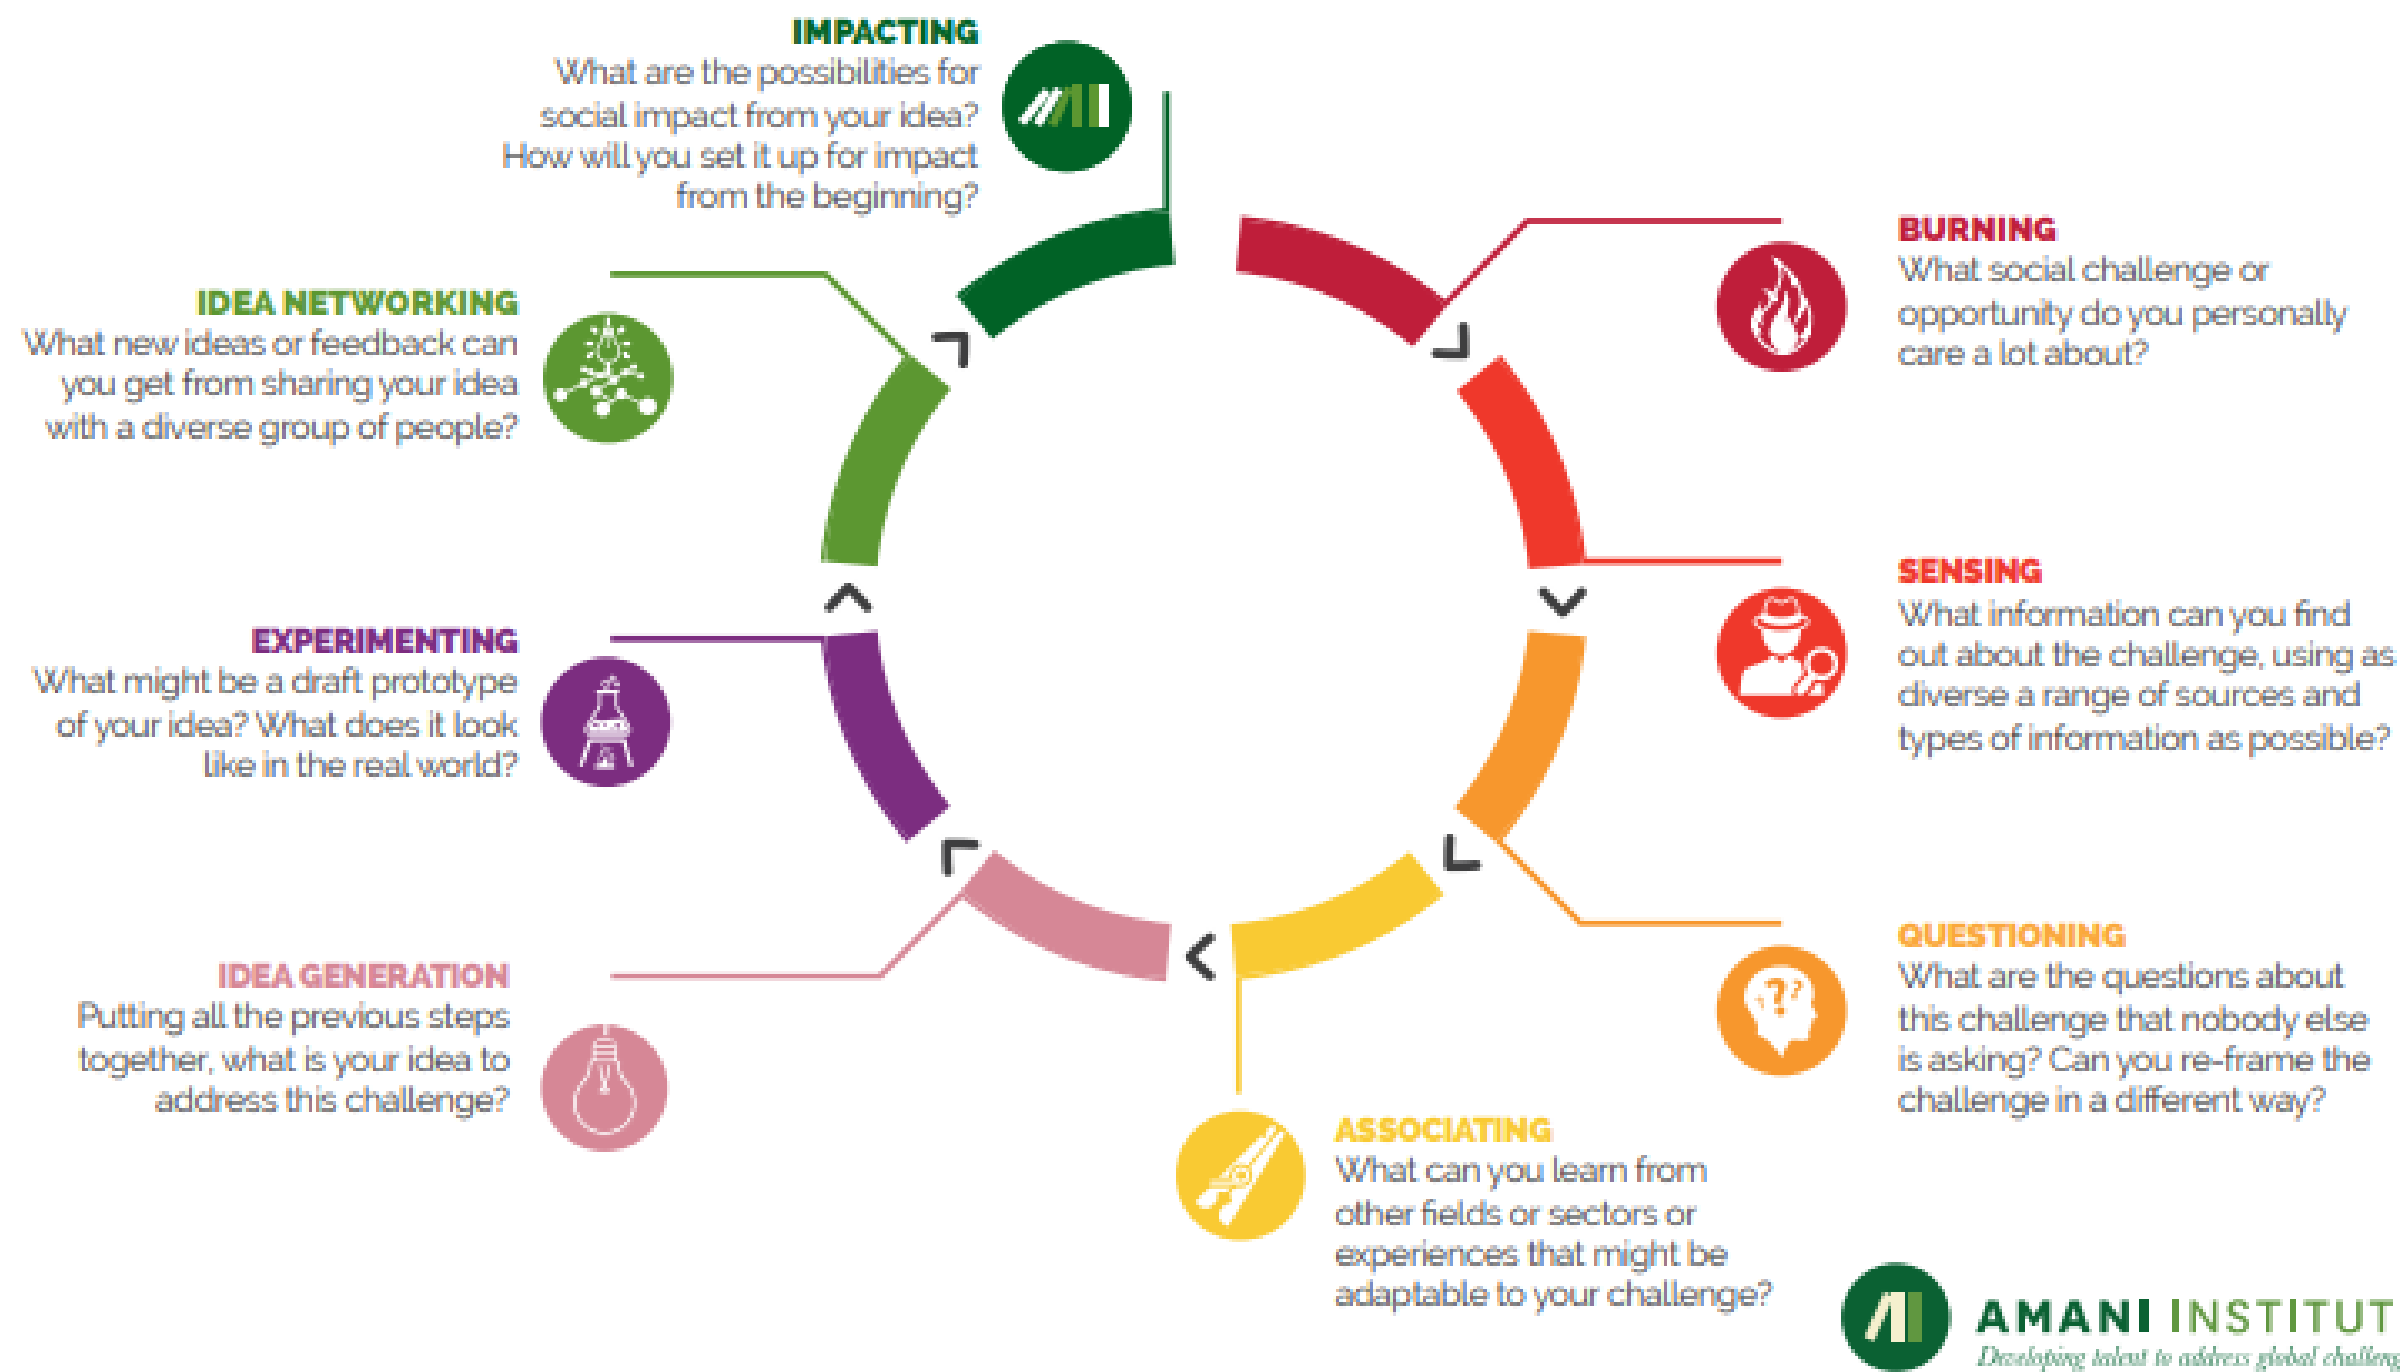 IMPACTING
What are the possibilities for
social impact from your idea?
How will you set it up for impact
from the beginning?
BURNING
What social challenge or
opportunity do you personally
care a lot about?
SENSING
What information can you find
out about the challenge, using as
diverse a range of sources and
types of information as possible?
QUESTIONING
What are the questions about
this challenge that nobody else
is asking? Can you re-frame the
challenge in a different way?
ASSOCIATING
What can you learn from
other fields or sectors or
experiences that might be
adaptable to your challenge?
IDEA GENERATION
Putting all the previous steps
together, what is your idea to
address this challenge?
EXPERIMENTING
What might be a draft prototype
of your idea? What does it look
like in the real world?
IDEA NETWORKING
What new ideas or feedback can
you get from sharing your idea
with a diverse group of people?
AMANI INSTITUT
Developing talent to address global challeng